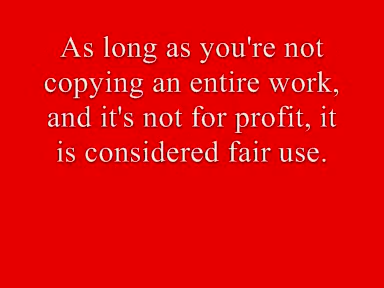 As long as you're not
copying an entire work,
and it's not for profit, it
is considered fair use.